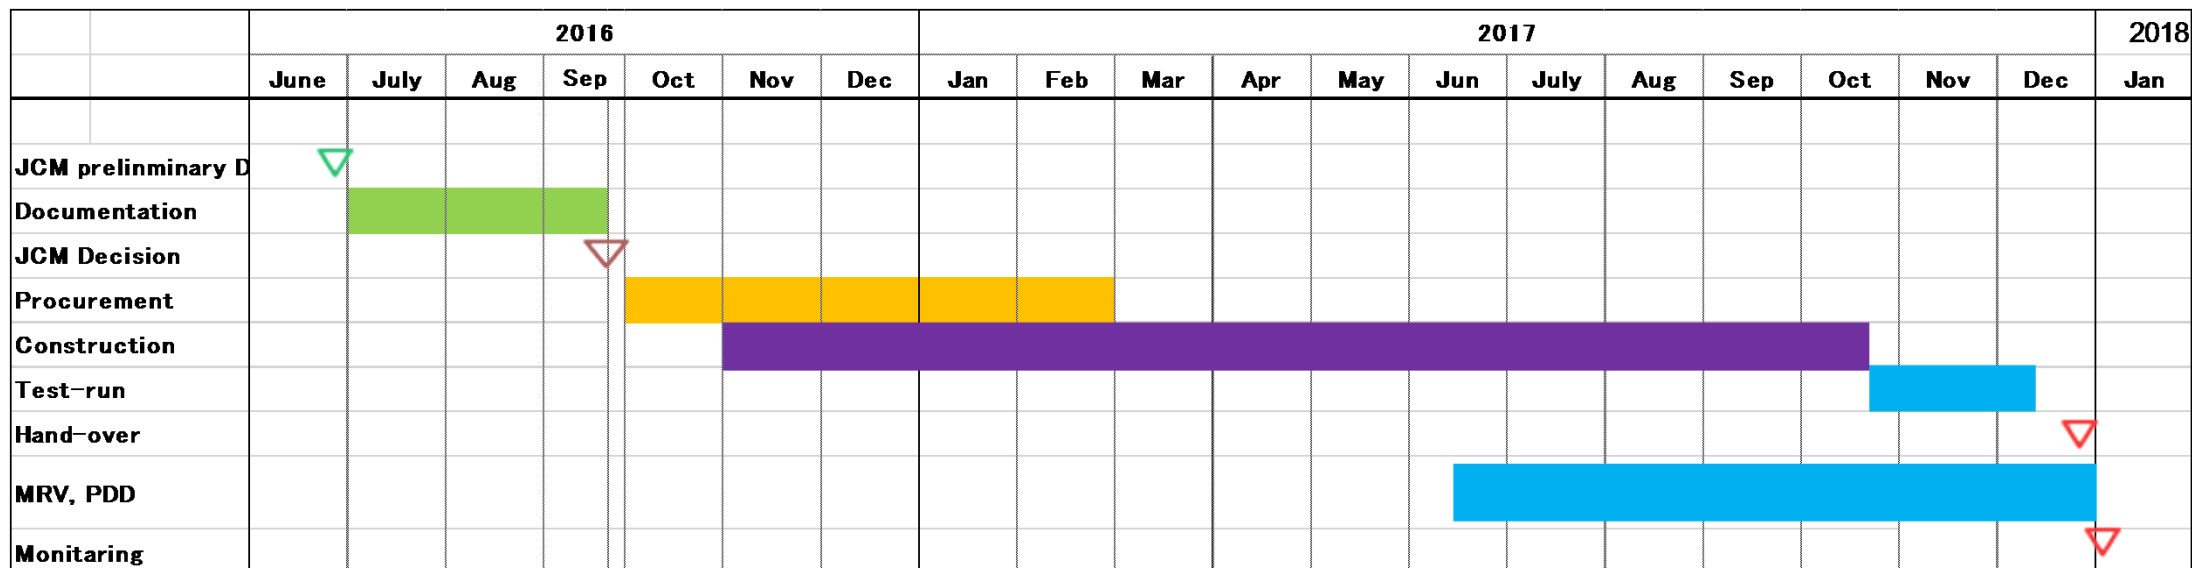 2016 2017 2018
June July Aug Sep Oct Nov Dec Jan Feb Mar Apr May Jun July Aug Sep Oct Nov Dec Jan
JCM prelinminary D
Documentation
JCM Decision
Procurement
Construction
Test-run
Hand-over
MRV, PDD
Monitaring